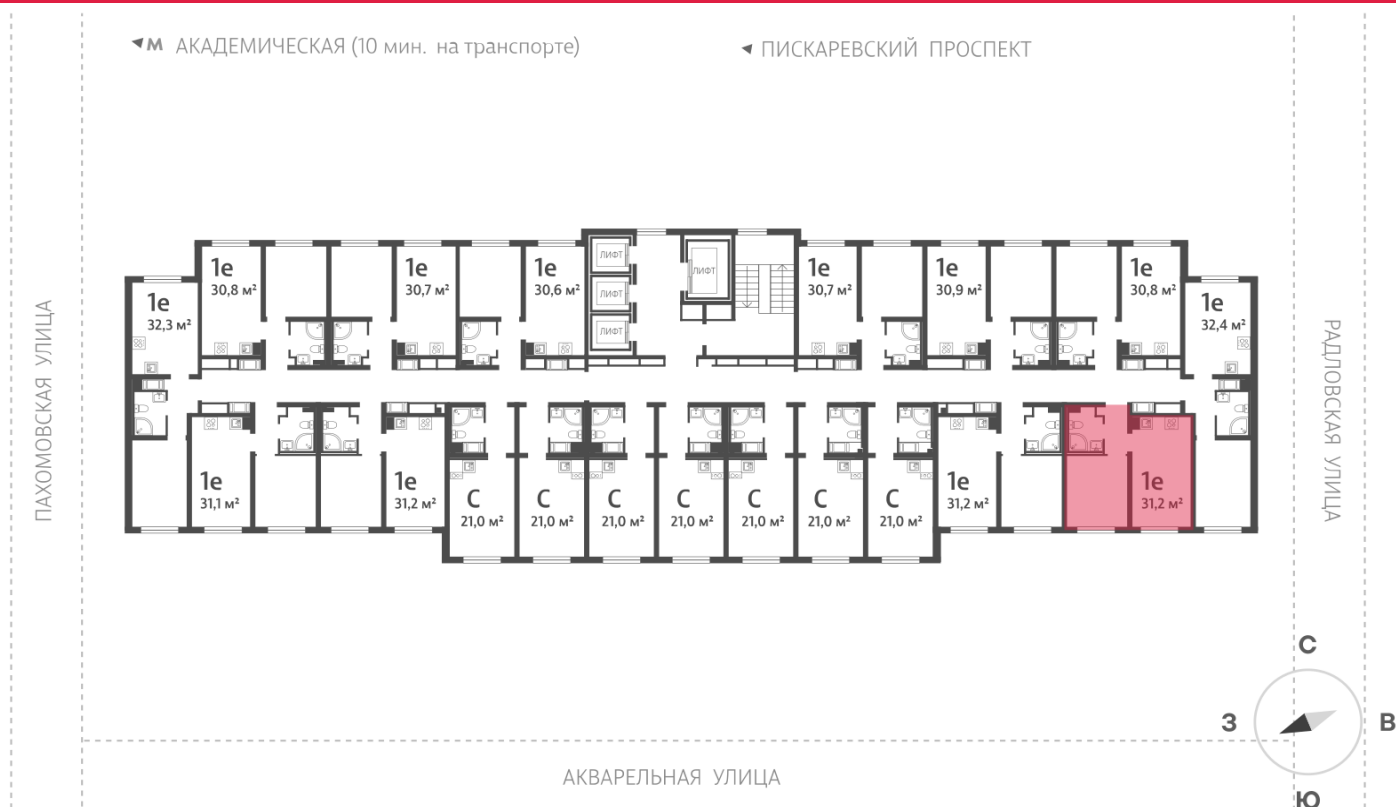 М АКАДЕМИЧЕСКАЯ (10 мин. на транспорте)
ПИСКАРЕВСКИЙ ПРОСПЕКТ
ПАХОМОВСКАЯ УЛИЦА
1е
32,3 м²
1е
30,8 м²
1е
30,7 м²
1е
30,6 м²
ЛИФТ
ЛИФТ
ЛИФТ
ЛИФТ
1е
30,7 м²
1е
30,9 м²
1е
30,8 м²
1е
32,4 м²
РАДЛОВСКАЯ УЛИЦА
1е
31,1 м²
1е
31,2 м²
С
21,0 м²
С
21,0 м²
С
21,0 м²
С
21,0 м²
С
21,0 м²
С
21,0 м²
С
21,0 м²
1е
31,2 м²
1е
31,2 м²
С
З
В
Ю
АКВАРЕЛЬНАЯ УЛИЦА